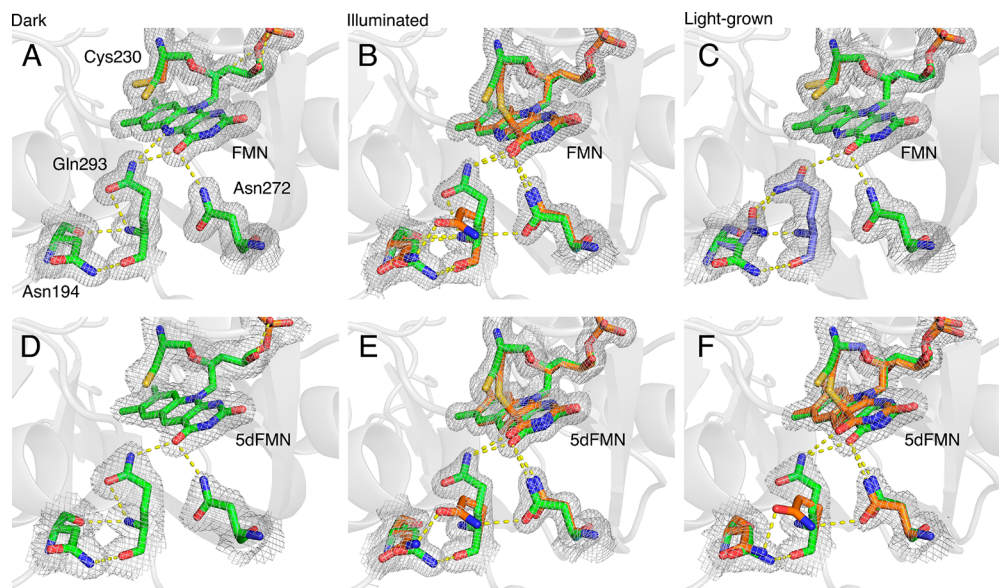 Dark
Illuminated
Light-grown
A
B
C
Cys230
FMN
FMN
FMN
Gln293
Asn272
Asn194
D
E
F
5dFMN
5dFMN
5dFMN